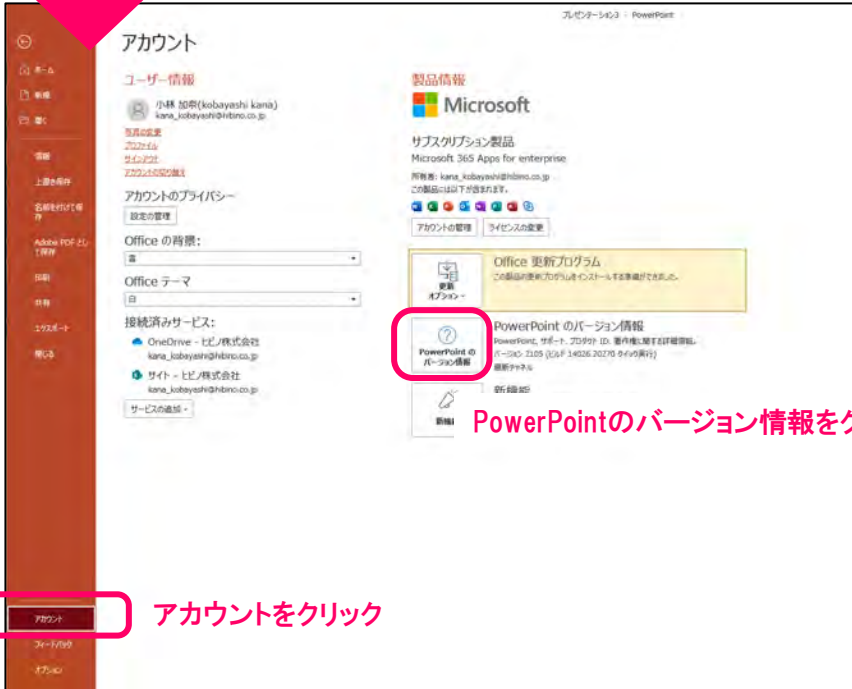 プレゼンテーション3 - PowerPoint
アカウント
ホーム
新規
開く
情報
上書き保存
名前を付けて保
存
Adobe PDF とし
て保存
印刷
共有
エクスポート
閉じる
アカウント
フィードバック
オプション
ユーザー情報
小林 加奈(kobayashi kana)
kana_kobayashi@hibino.co.jp
写真の変更
プロファイル
サインアウト
アカウントの切り替え
アカウントのプライバシー
設定の管理
Office の背景:
雲
Office テーマ
白
接続済みサービス:
OneDrive - ヒビノ株式会社
kana_kobayashi@hibino.co.jp
サイト - ヒビノ株式会社
kana_kobayashi@hibino.co.jp
サービスの追加
製品情報
Microsoft
サブスクリプション製品
Microsoft 365 Apps for enterprise
所有者: kana_kobayashi@hibino.co.jp
この製品には以下が含まれます。
アカウントの管理
ライセンスの変更
更新
オプション
Office 更新プログラム
この製品の更新プログラムをインストールする準備ができました。
PowerPoint の
バージョン情報
PowerPoint のバージョン情報
PowerPoint、サポート、プロダクト ID、著作権に関する詳細情報。
バージョン 2105 (ビルド 14026.20270 クイック実行)
最新チャネル
新機能
PowerPointのバージョン情報を
アカウントをクリック